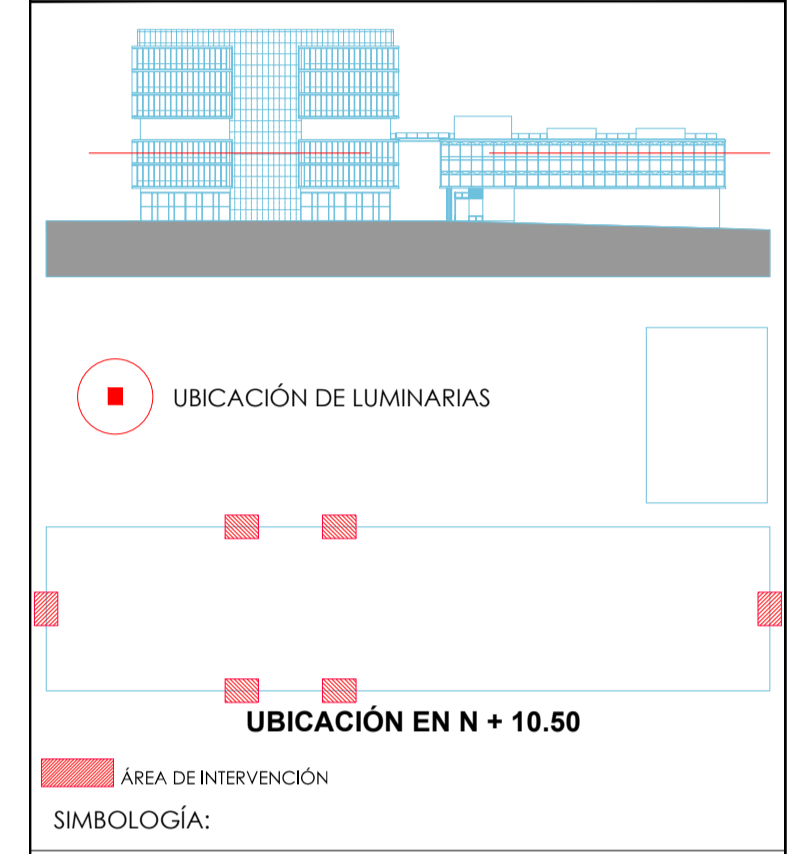 UBICACIÓN DE LUMINARIAS
UBICACIÓN EN N + 10.50
ÁREA DE INTERVENCIÓN
SIMBOLOGÍA: